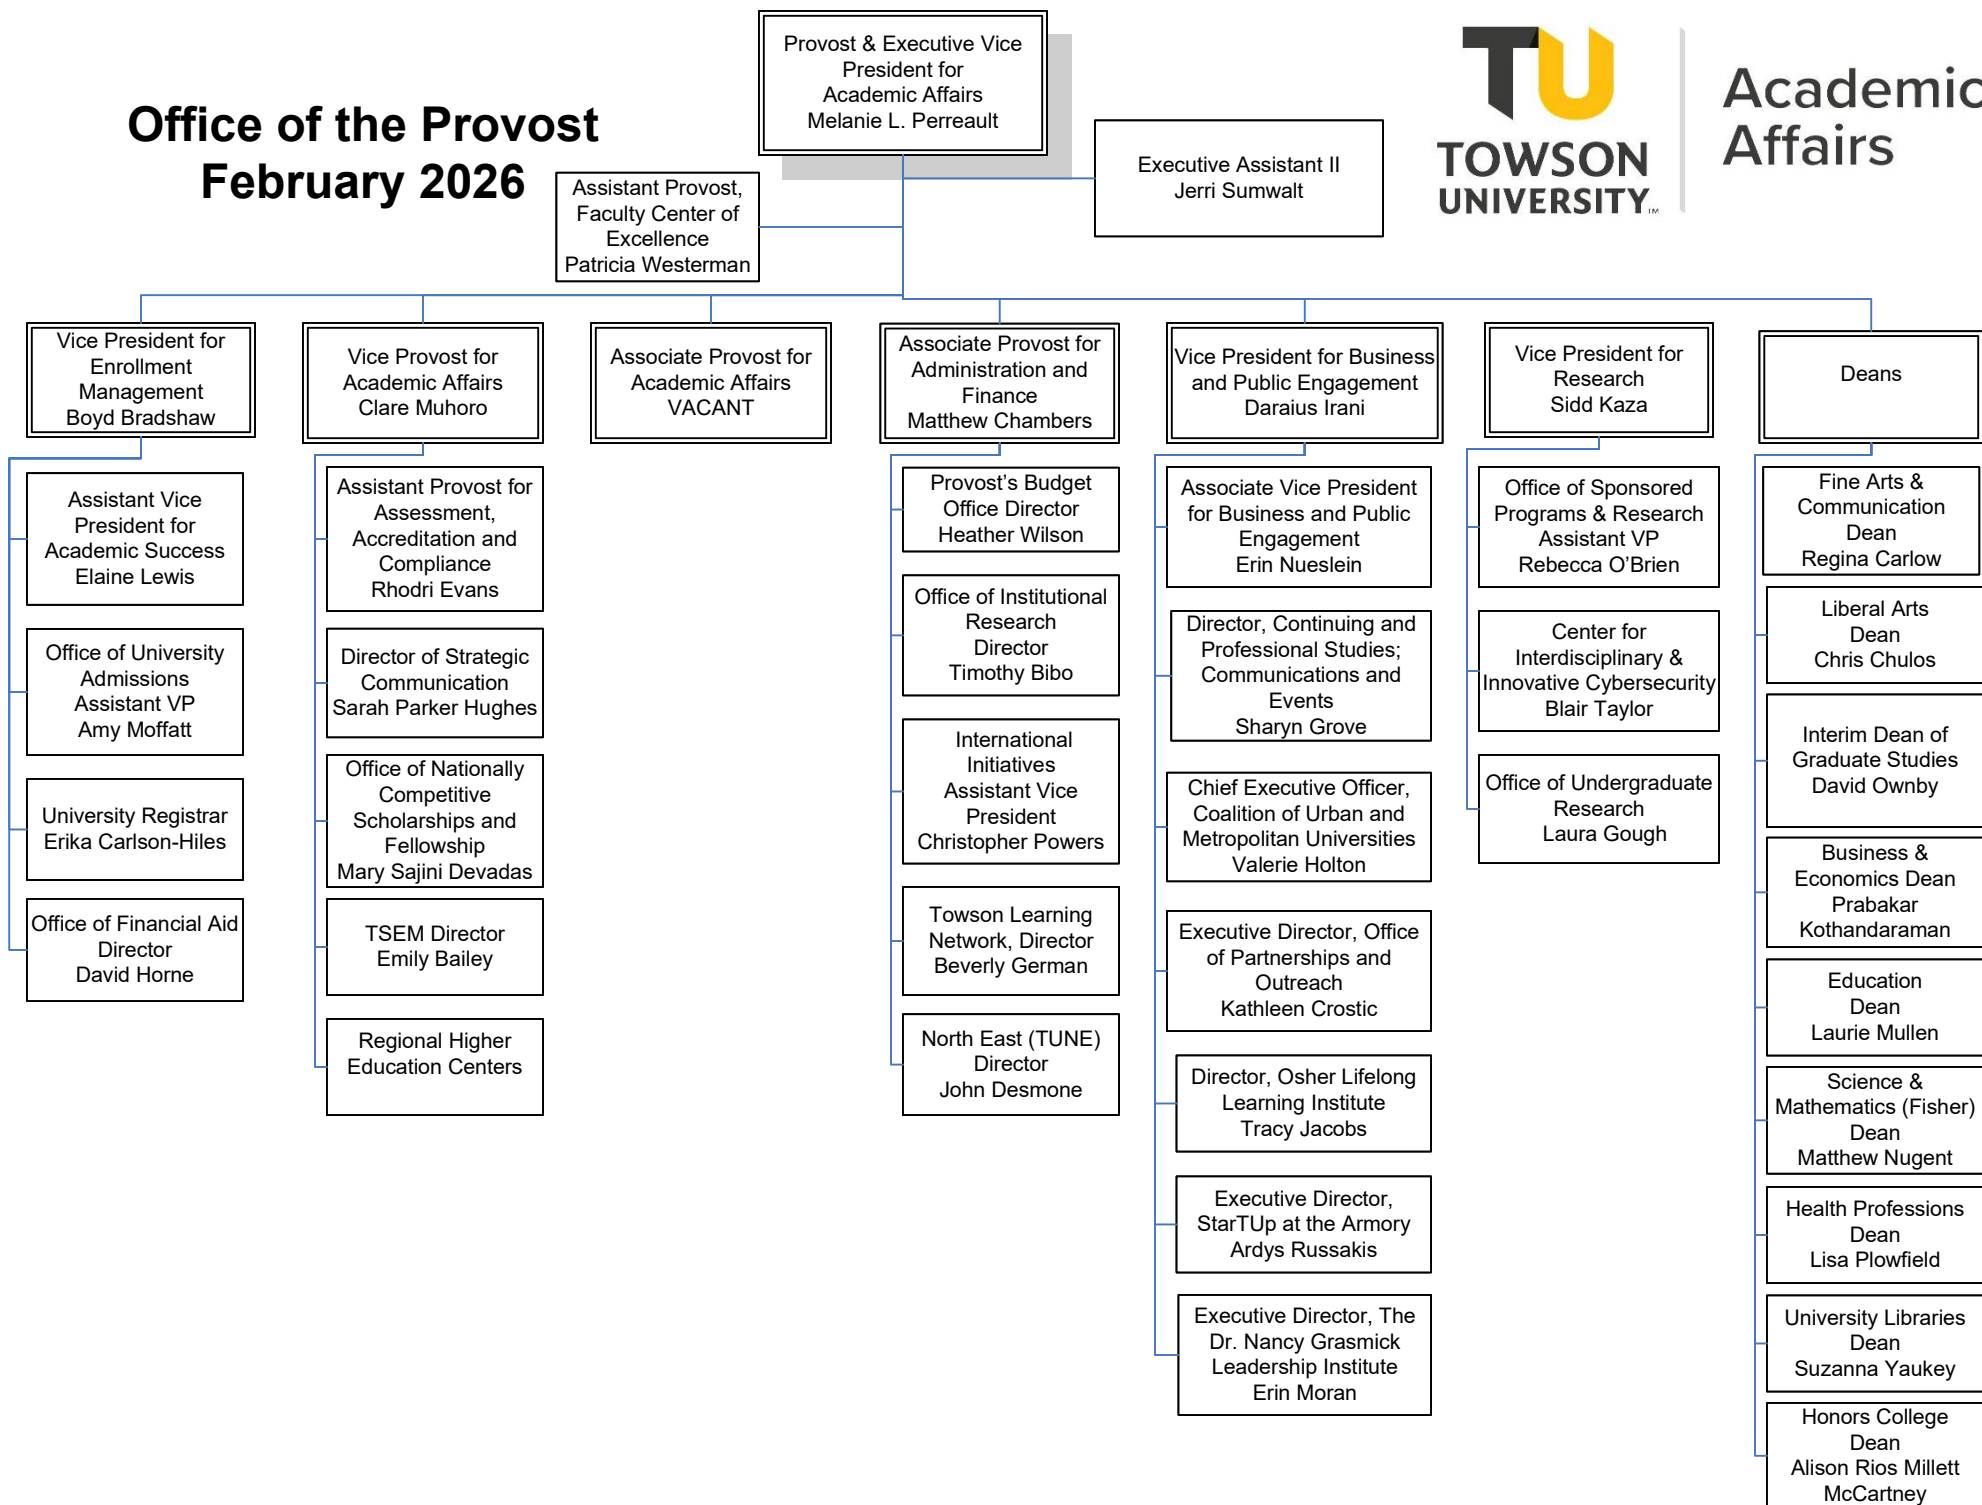 Office of the Provost
February 2026
Provost & Executive Vice
President for
Academic Affairs
Melanie L. Perreault
TU
TOWSON
UNIVERSITY™
Academic
Affairs
Executive Assistant II
Jerri Sumwalt
Assistant Provost,
Faculty Center of
Excellence
Patricia Westerman
Vice President for
Enrollment
Management
Boyd Bradshaw
Assistant Vice
President for
Academic Success
Elaine Lewis
Office of University
Admissions
Assistant VP
Amy Moffatt
University Registrar
Erika Carlson-Hiles
Office of Financial Aid
Director
David Horne
Vice Provost for
Academic Affairs
Clare Muhoro
Assistant Provost for
Assessment,
Accreditation and
Compliance
Rhodri Evans
Director of Strategic
Communication
Sarah Parker Hughes
Office of Nationally
Competitive
Scholarships and
Fellowship
Mary Sajini Devadas
TSEM Director
Emily Bailey
Regional Higher
Education Centers
Associate Provost for
Academic Affairs
VACANT
Associate Provost for
Administration and
Finance
Matthew Chambers
Provost’s Budget
Office Director
Heather Wilson
Office of Institutional
Research
Director
Timothy Bibo
International
Initiatives
Assistant Vice
President
Christopher Powers
Towson Learning
Network, Director
Beverly German
North East (TUNE)
Director
John Desmone
Vice President for Business
and Public Engagement
Daraius Irani
Associate Vice President
for Business and Public
Engagement
Erin Nueslein
Director, Continuing and
Professional Studies;
Communications and
Events
Sharyn Grove
Chief Executive Officer,
Coalition of Urban and
Metropolitan Universities
Valerie Holton
Executive Director, Office
of Partnerships and
Outreach
Kathleen Crostic
Director, Osher Lifelong
Learning Institute
Tracy Jacobs
Executive Director,
StarTUp at the Armory
Ardys Russakis
Executive Director, The
Dr. Nancy Grasmick
Leadership Institute
Erin Moran
Vice President for
Research
Sidd Kaza
Office of Sponsored
Programs & Research
Assistant VP
Rebecca O’Brien
Center for
Interdisciplinary &
Innovative Cybersecurity
Blair Taylor
Office of Undergraduate
Research
Laura Gough
Deans
Fine Arts &
Communication
Dean
Regina Carlow
Liberal Arts
Dean
Chris Chulos
Interim Dean of
Graduate Studies
David Ownby
Business &
Economics Dean
Prabakar
Kothandaraman
Education
Dean
Laurie Mullen
Science &
Mathematics (Fisher)
Dean
Matthew Nugent
Health Professions
Dean
Lisa Plowfield
University Libraries
Dean
Suzanna Yaukey
Honors College
Dean
Alison Rios Millett
McCartney